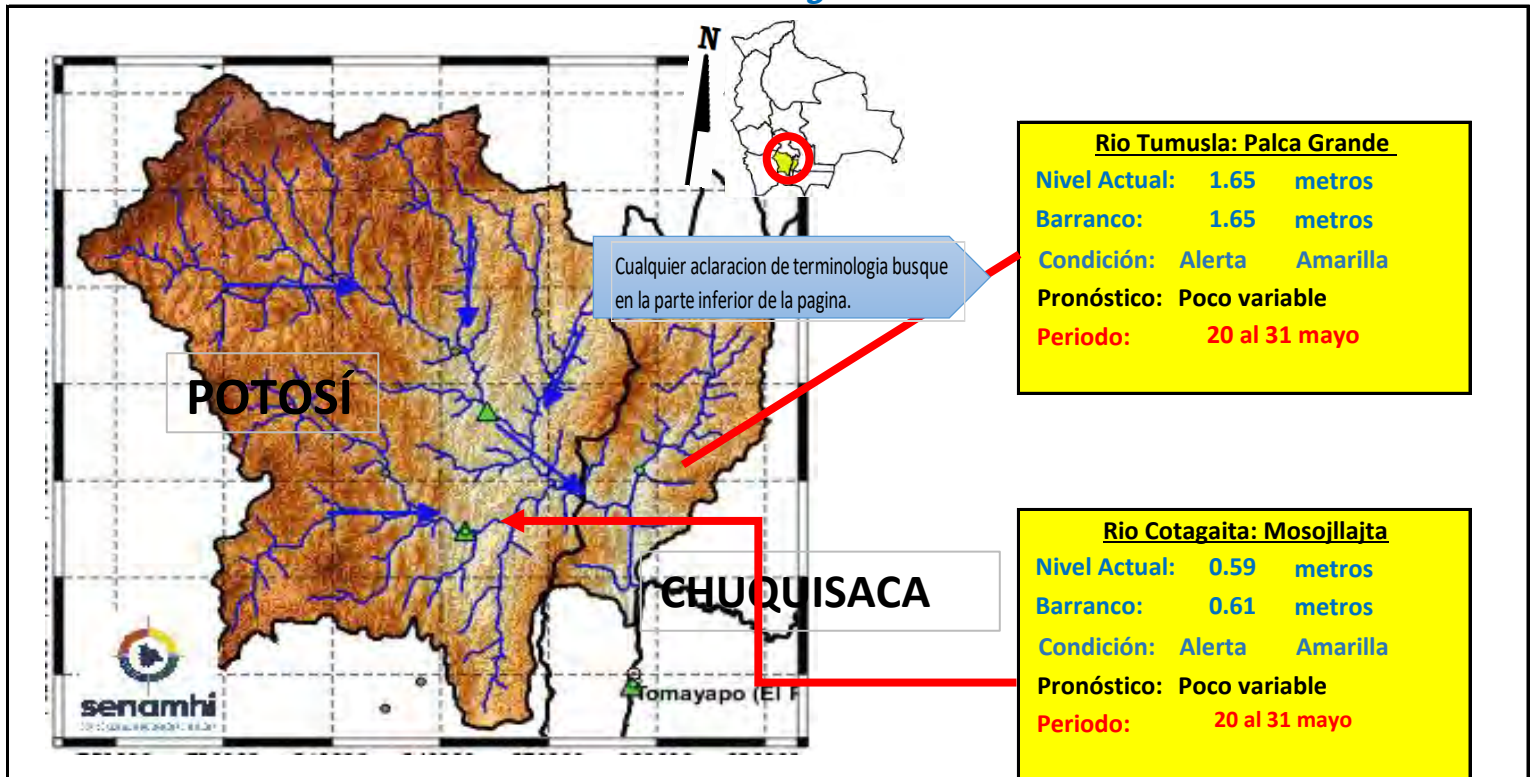 N
Cualquier aclaracion de terminologia busque
en la parte inferior de la pagina.
POTOSÍ
CHUQUISACA
Tomayapo (El
senamhi
Rio Tumusla: Palca Grande
Nivel Actual: 1.65 metros
Barranco: 1.65 metros
Condición: Alerta Amarilla
Pronóstico: Poco variable
Periodo: 20 al 31 mayo
Rio Cotagaita: Mosojllajta
Nivel Actual: 0.59 metros
Barranco: 0.61 metros
Condición: Alerta Amarilla
Pronóstico: Poco variable
Periodo: 20 al 31 mayo